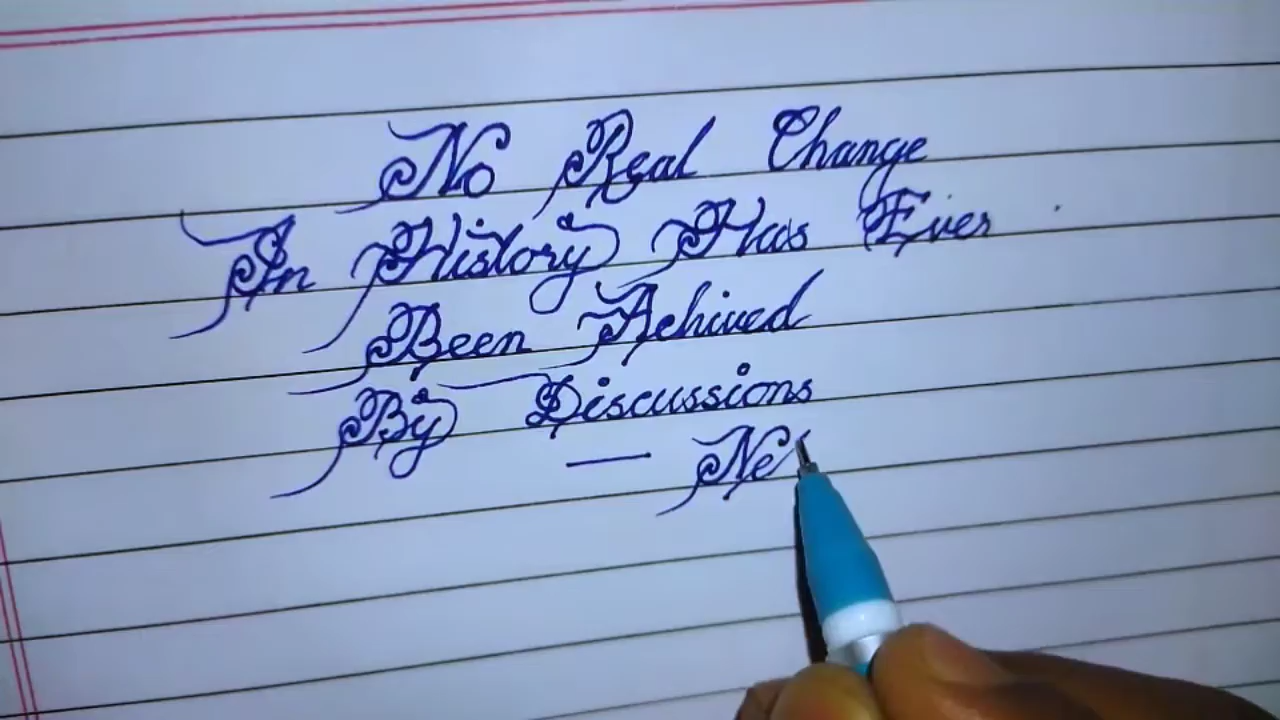 No Real Change
In History Has Ever
Been Achived
By Discussions
— Ne